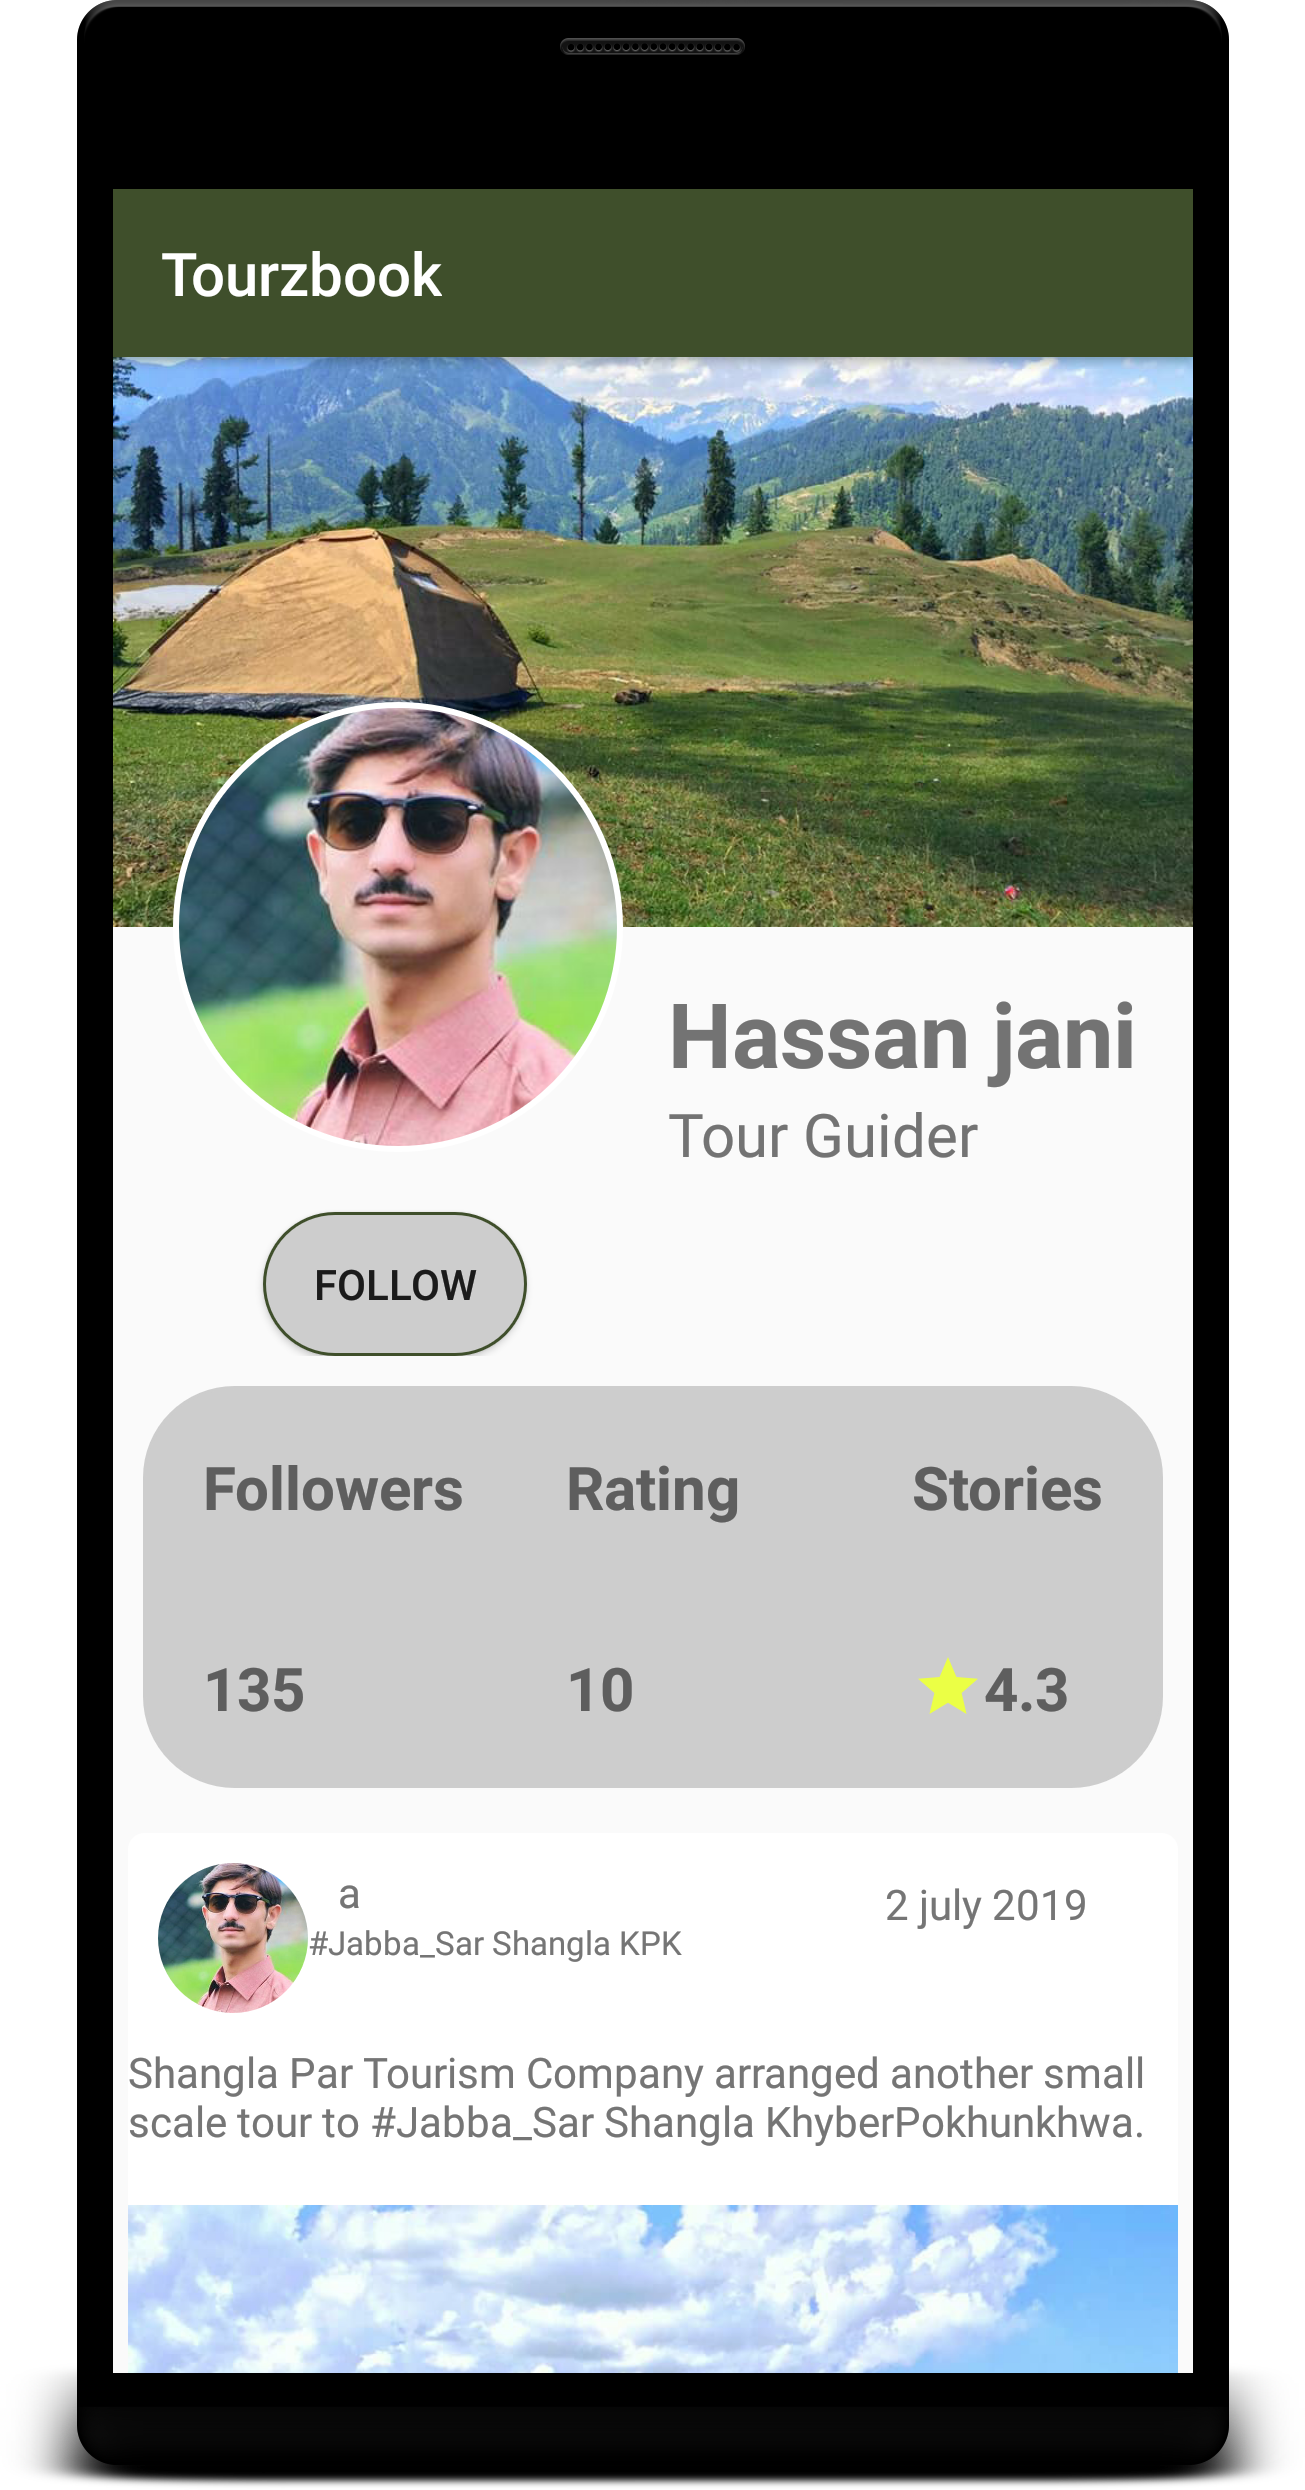 Tourzbook
Hassan jani
Tour Guider
FOLLOW
Followers Rating Stories
135 10 4.3
a
2 july 2019
#Jabba_Sar Shangla KPK
Shangla Par Tourism Company arranged another small
scale tour to #Jabba_Sar Shangla KhyberPokhunkhwa.